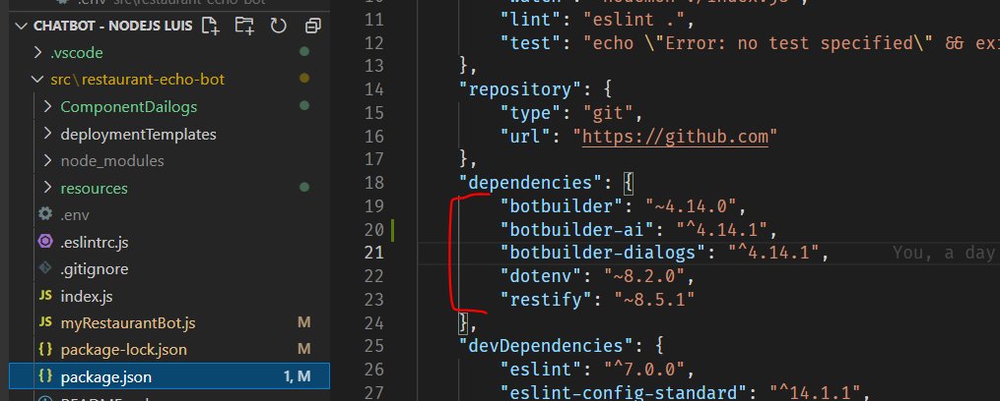 .env src\restaurant-echo-bot
CHATBOT - NODEJS LUIS
.vscode
src\restaurant-echo-bot
ComponentDailogs
deploymentTemplates
node_modules
resources
.env
.eslintrc.js
.gitignore
index.js
JS myRestaurantBot.js M
{} package-lock.json M
{} package.json 1, M
11 "lint": "eslint .",
12 "test": "echo \"Error: no test specified\" && exi
13 },
14 "repository": {
15 "type": "git",
16 "url": "https://github.com"
17 },
18 "dependencies": {
19 "botbuilder": "~4.14.0",
20 "botbuilder-ai": "^4.14.1",
21 "botbuilder-dialogs": "^4.14.1", You, a day
22 "dotenv": "~8.2.0",
23 "restify": "~8.5.1"
24 },
25 "devDependencies": {
26 "eslint": "^7.0.0",
27 "eslint-config-standard": "^14.1.1",